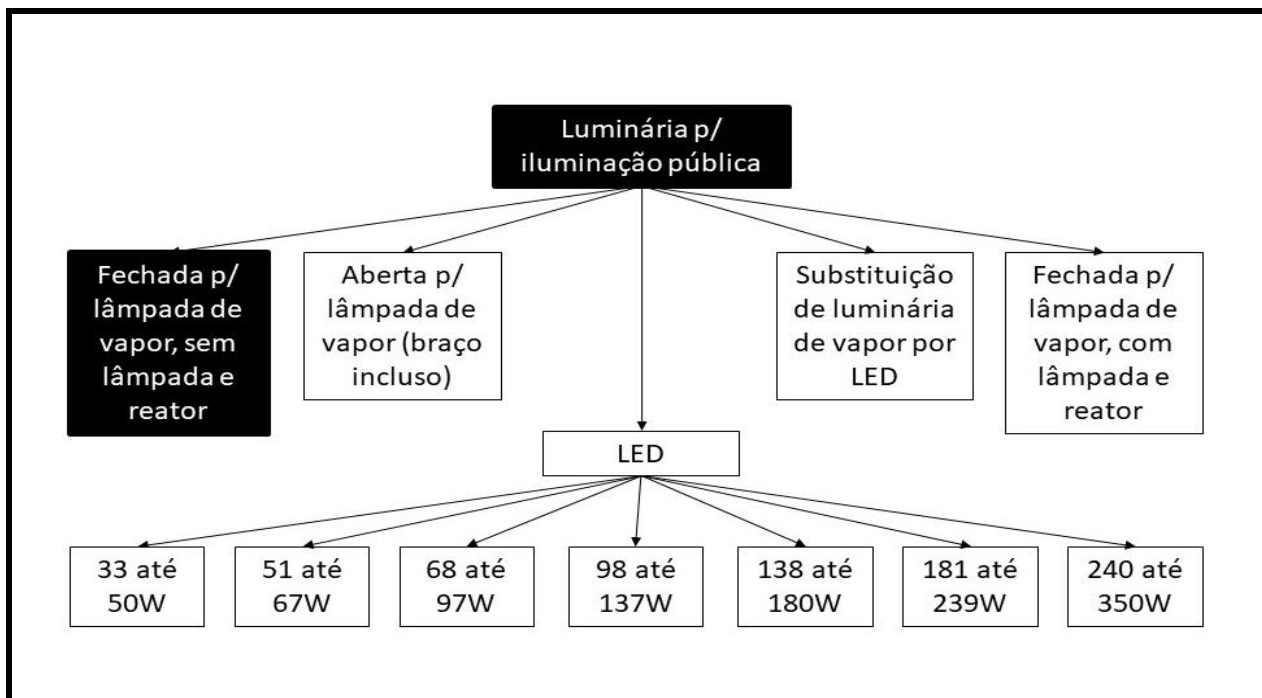 Luminária p/
iluminação pública
Fechada p/
lâmpada de
vapor, sem
lâmpada e
reator
Aberta p/
lâmpada de
vapor (braço
incluso)
Substituição
de luminária
de vapor por
LED
Fechada p/
lâmpada de
vapor, com
lâmpada e
reator
LED
33 até
50W
51 até
67W
68 até
97W
98 até
137W
138 até
180W
181 até
239W
240 até
350W